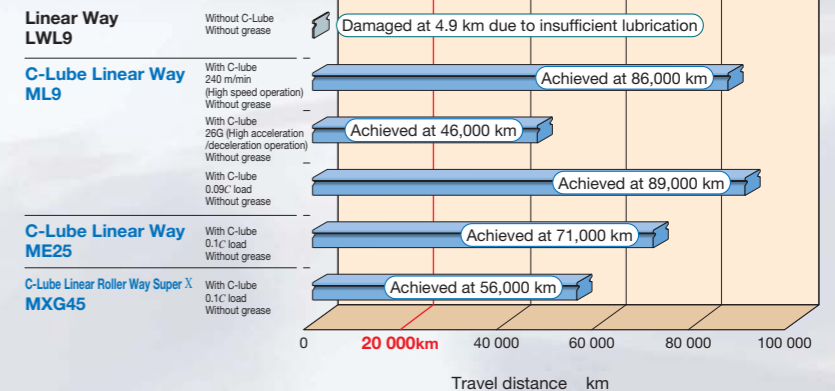 Linear Way
LWL9
Without C-Lube
Without grease
Damaged at 4.9 km due to insufficient lubrication
C-Lube Linear Way
ML9
With C-lube
240 m/min
(High speed operation)
Without grease
Achieved at 86,000 km
With C-lube
26G (High acceleration
/deceleration operation)
Without grease
Achieved at 46,000 km
With C-lube
0.09C load
Without grease
Achieved at 89,000 km
C-Lube Linear Way
ME25
With C-lube
0.1C load
Without grease
Achieved at 71,000 km
C-Lube Linear Roller Way Super X
MXG45
With C-lube
0.1C load
Without grease
Achieved at 56,000 km
0 20 000km 40 000 60 000 80 000 100 000
Travel distance km